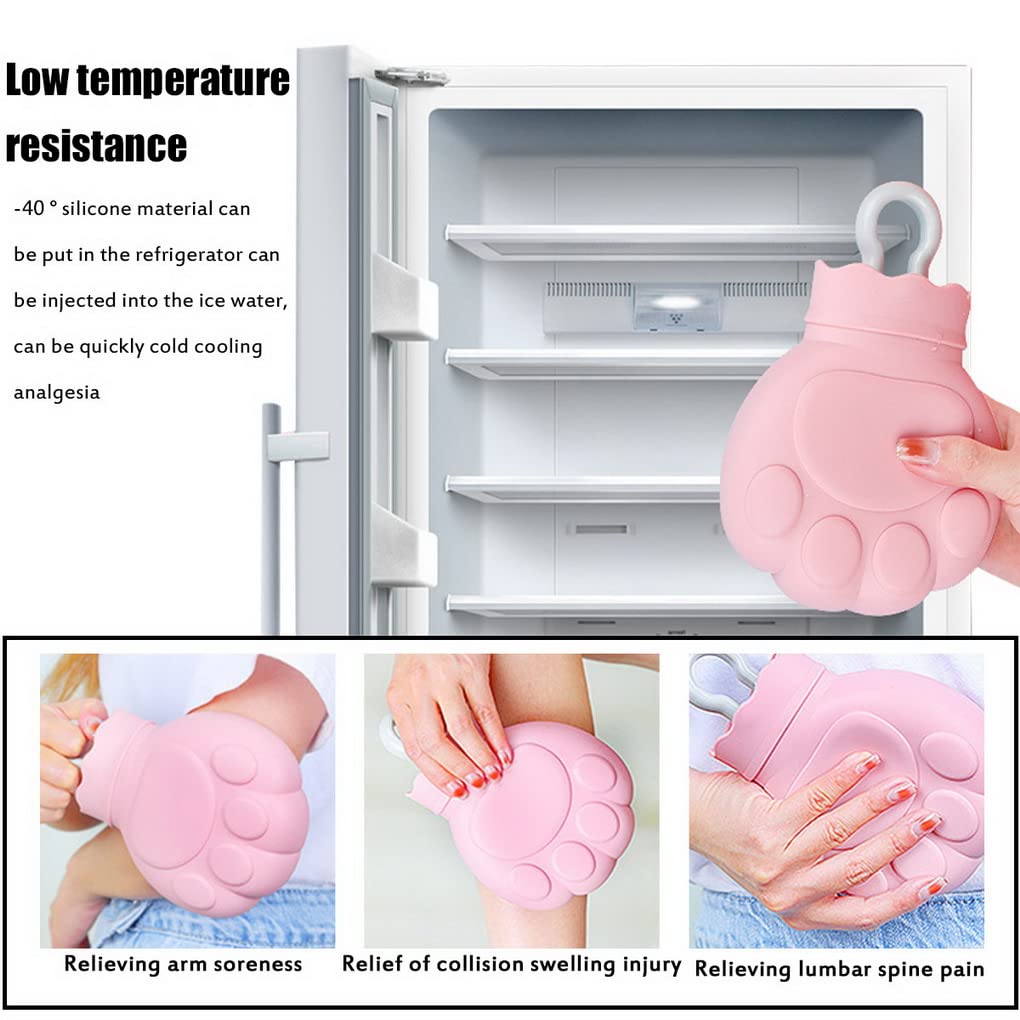 Low temperature
resistance
-40 ° silicone material can
be put in the refrigerator can
be injected into the ice water,
can be quickly cold cooling
analgesia
Relieving arm soreness
Relief of collision swelling injury
Relieving lumbar spine pain